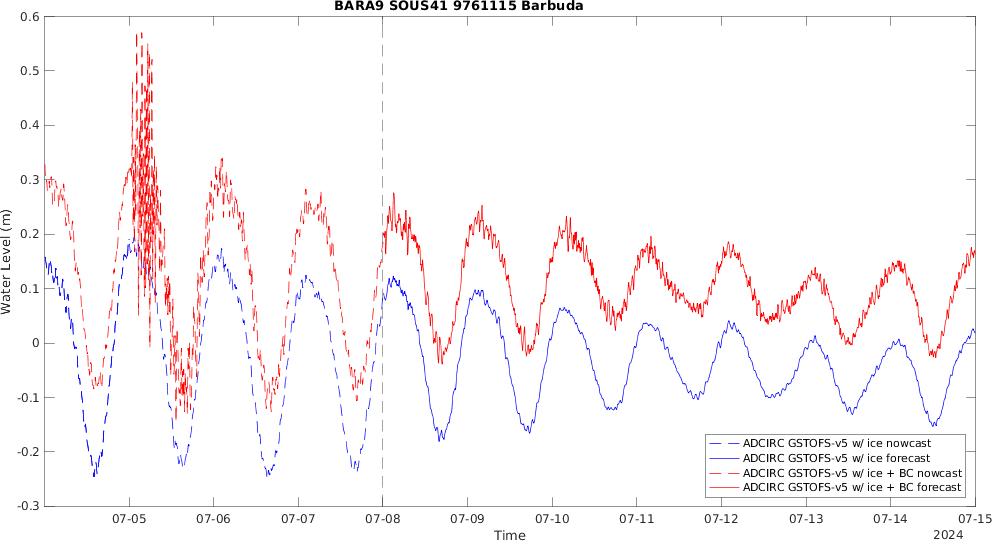 BARA9 SOUS41 9761115 Barbuda
0.6
0.5
0.4
0.3
0.2
0.1
0
-0.1
-0.2
-0.3
Water Level (m)
ADCIRC GSTOFS-v5 w/ ice nowcast
ADCIRC GSTOFS-v5 w/ ice forecast
ADCIRC GSTOFS-v5 w/ ice + BC nowcast
ADCIRC GSTOFS-v5 w/ ice + BC forecast
07-05 07-06 07-07 07-08 07-09 07-10 07-11 07-12 07-13 07-14 07-15
Time
2024